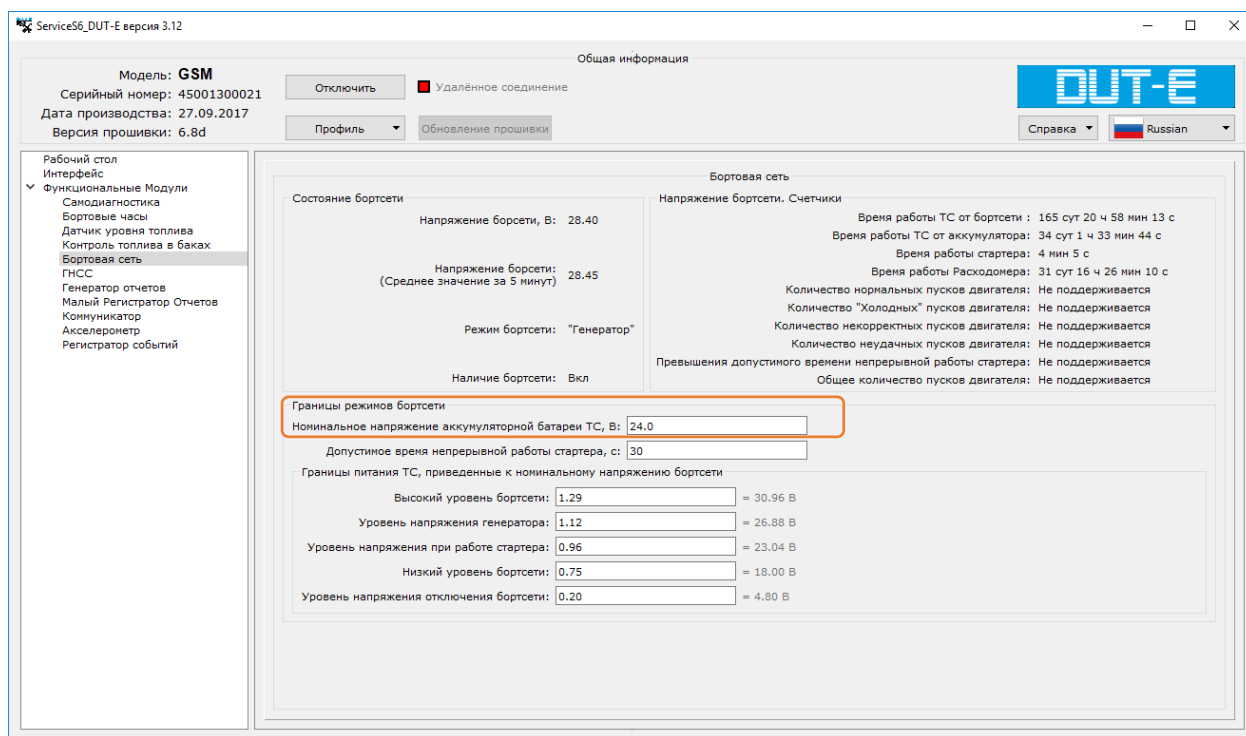 ServiceS6_DUT-E версия 3.12
Общая информация
Модель: GSM
Серийный номер: 45001300021
Дата производства: 27.09.2017
Версия прошивки: 6.8d
Отключить
Удалённое соединение
Профиль
Обновление прошивки
DUT-E
Справка
Russian
Рабочий стол
Интерфейс
Функциональные Модули
Самодиагностика
Бортовые часы
Датчик уровня топлива
Контроль топлива в баках
Бортовая сеть
ГНСС
Генератор отчетов
Малый Регистратор Отчетов
Коммуникатор
Акселерометр
Регистратор событий
Бортовая сеть
Состояние бортсети
Напряжение борсети, В: 28.40
Напряжение борсети:
(Среднее значение за 5 минут) 28.45
Режим бортсети: "Генератор"
Наличие бортсети: Вкл
Напряжение бортсети. Счетчики
Время работы ТС от бортсети : 165 сут 20 ч 58 мин 13 с
Время работы ТС от аккумулятора: 34 сут 1 ч 33 мин 44 с
Время работы стартера: 4 мин 5 с
Время работы Расходомера: 31 сут 16 ч 26 мин 10 с
Количество нормальных пусков двигателя: Не поддерживается
Количество "Холодных" пусков двигателя: Не поддерживается
Количество некорректных пусков двигателя: Не поддерживается
Количество неудачных пусков двигателя: Не поддерживается
Превышения допустимого времени непрерывной работы стартера: Не поддерживается
Общее количество пусков двигателя: Не поддерживается
Границы режимов бортсети
Номинальное напряжение аккумуляторной батареи ТС, В: 24.0
Допустимое время непрерывной работы стартера, с: 30
Границы питания ТС, приведенные к номинальному напряжению бортсети
Высокий уровень бортсети: 1.29 = 30.96 В
Уровень напряжения генератора: 1.12 = 26.88 В
Уровень напряжения при работе стартера: 0.96 = 23.04 В
Низкий уровень бортсети: 0.75 = 18.00 В
Уровень напряжения отключения бортсети: 0.20 = 4.80 В